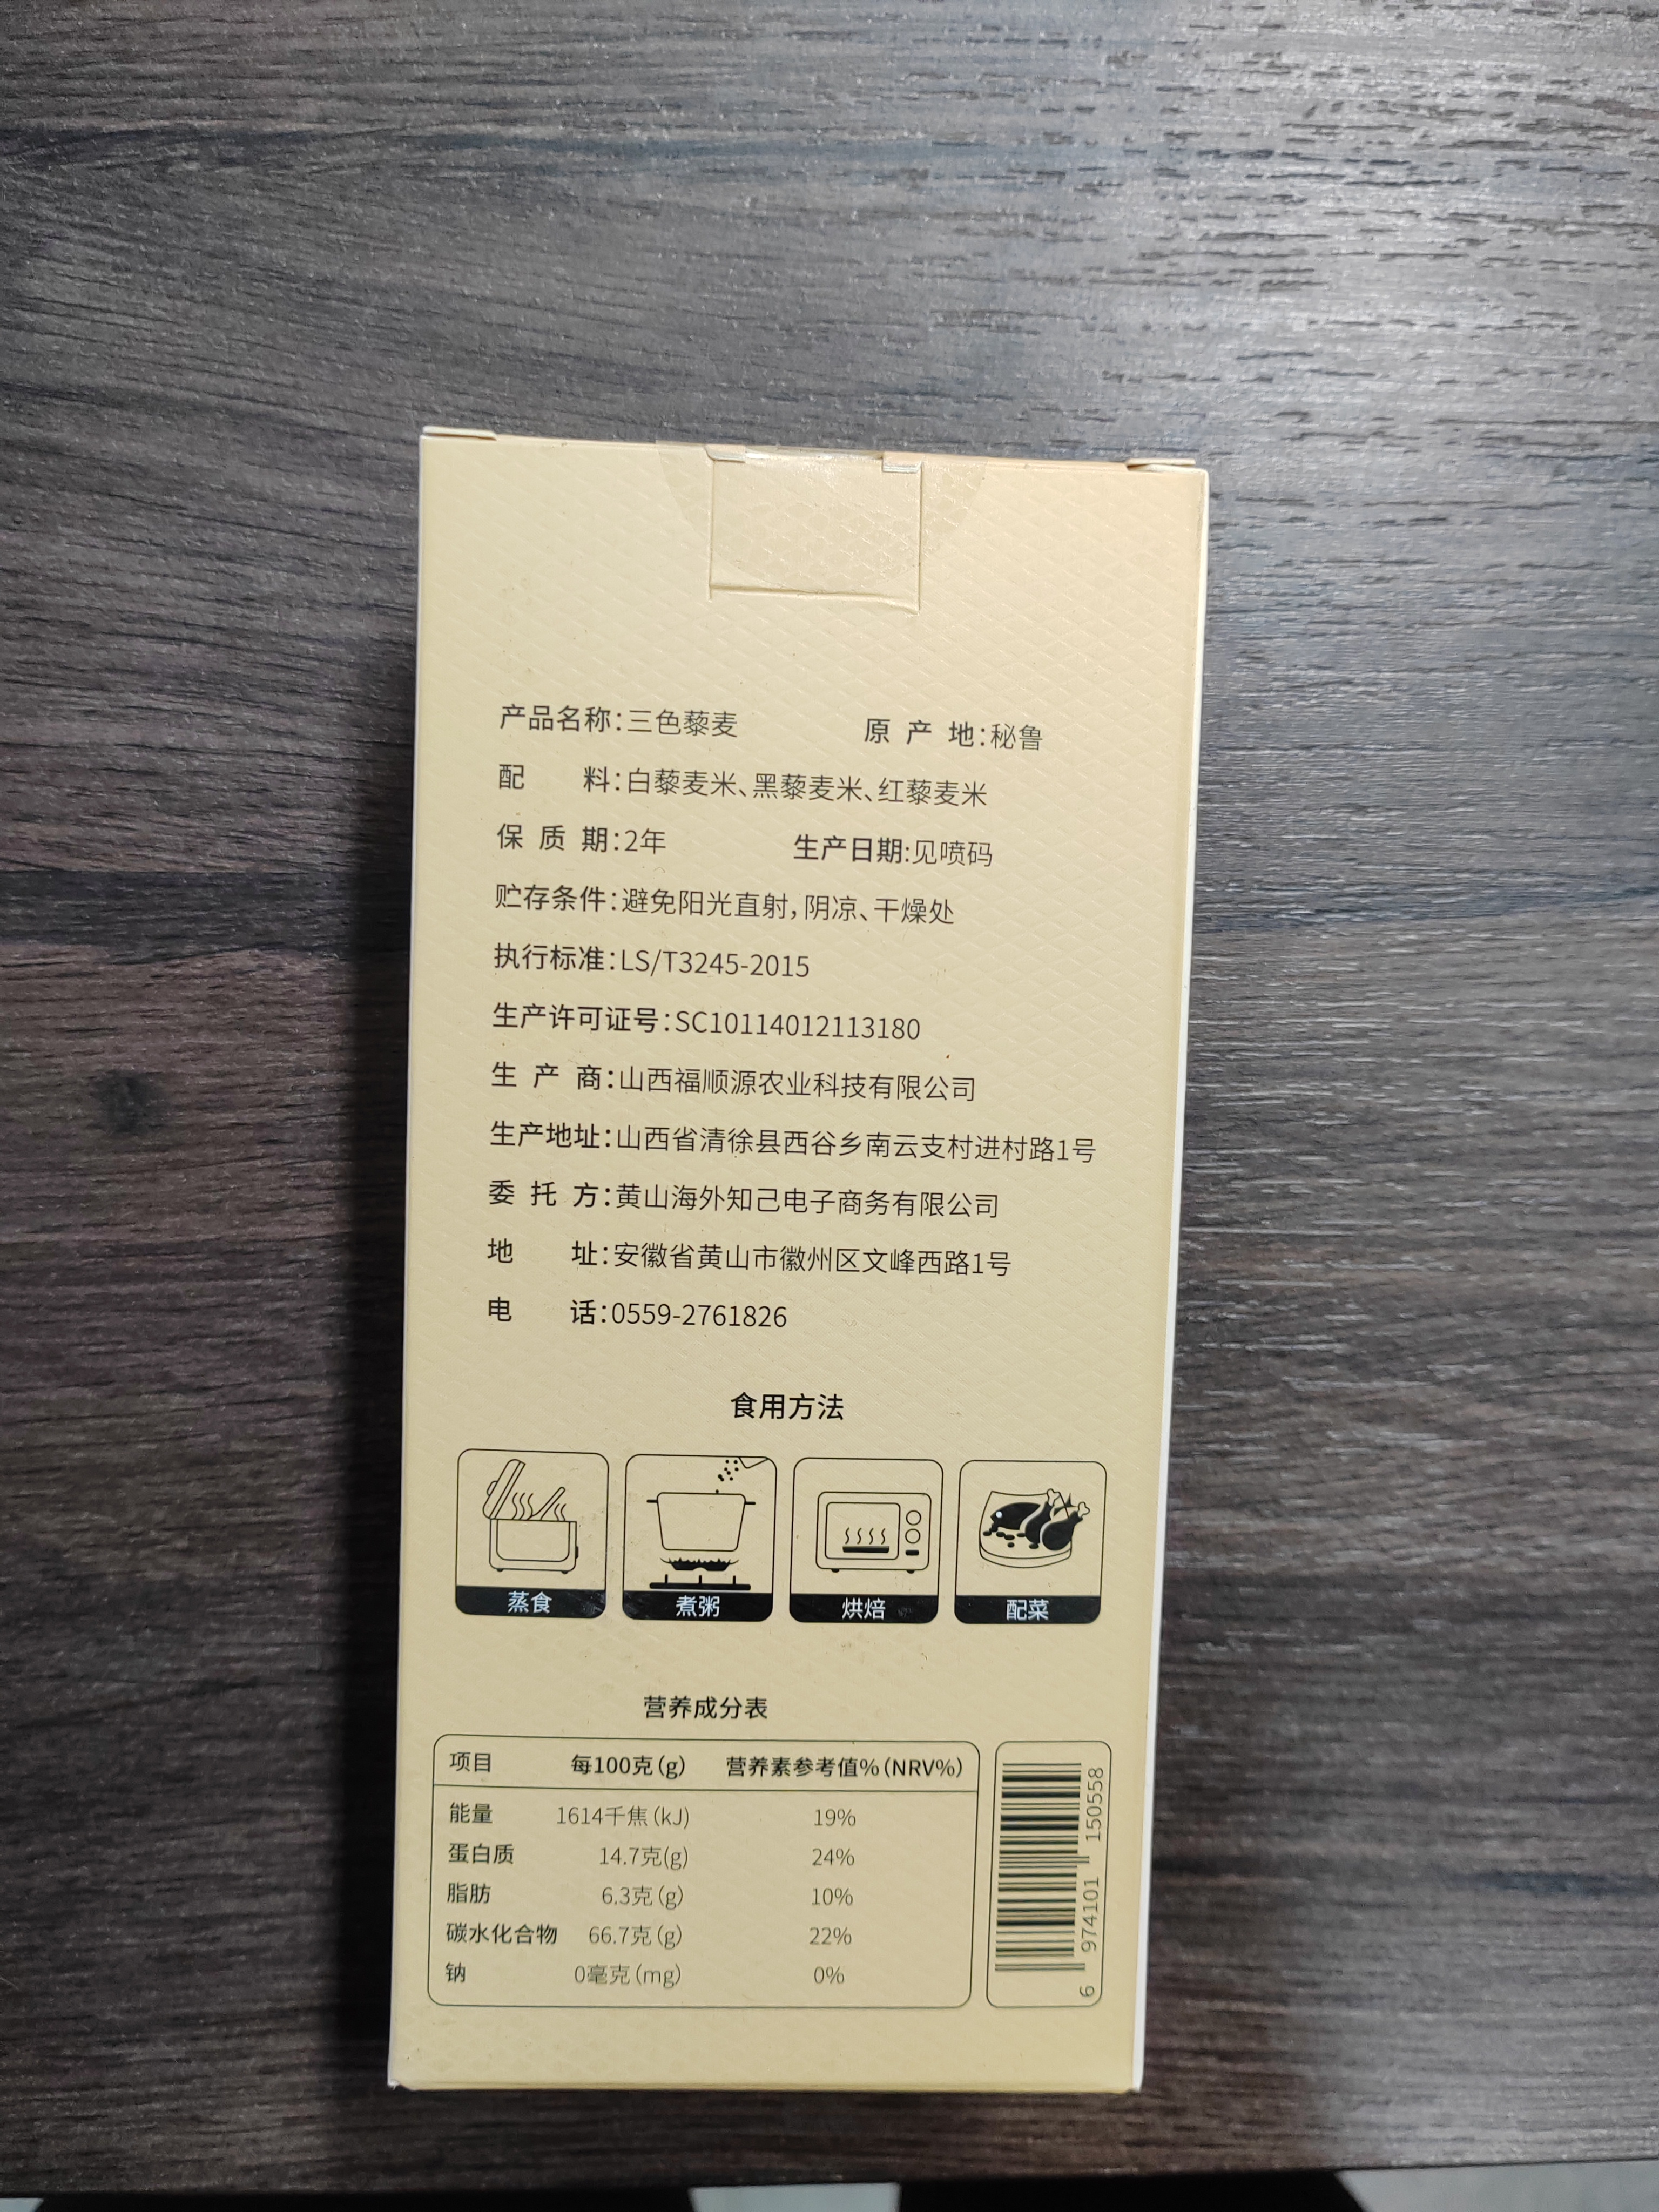 产品名称：三色藜麦 原产地：秘鲁
配料：白藜麦米、黑藜麦米、红藜麦米
保质期：2年 生产日期:见喷码
贮存条件：避免阳光直射，阴凉、干燥处
执行标准：LS/T3245-2015
生产许可证号：SC10114012113180
生产商：山西福顺源农业科技有限公司
生产地址：山西省清徐县西谷乡南云支村进村路1号
委托方：黄山海外知己电子商务有限公司
地址：安徽省黄山市徽州区文峰西路1号
电话：0559-2761826
食用方法
蒸食 煮粥 烘焙 配菜
营养成分表
项目 每100克(g) 营养素参考值%(NRV%)
能量 1614千焦(kJ) 19%
蛋白质 14.7克(g) 24%
脂肪 6.3克(g) 10%
碳水化合物 66.7克(g) 22%
钠 0毫克(mg) 0%
6 974101 150558